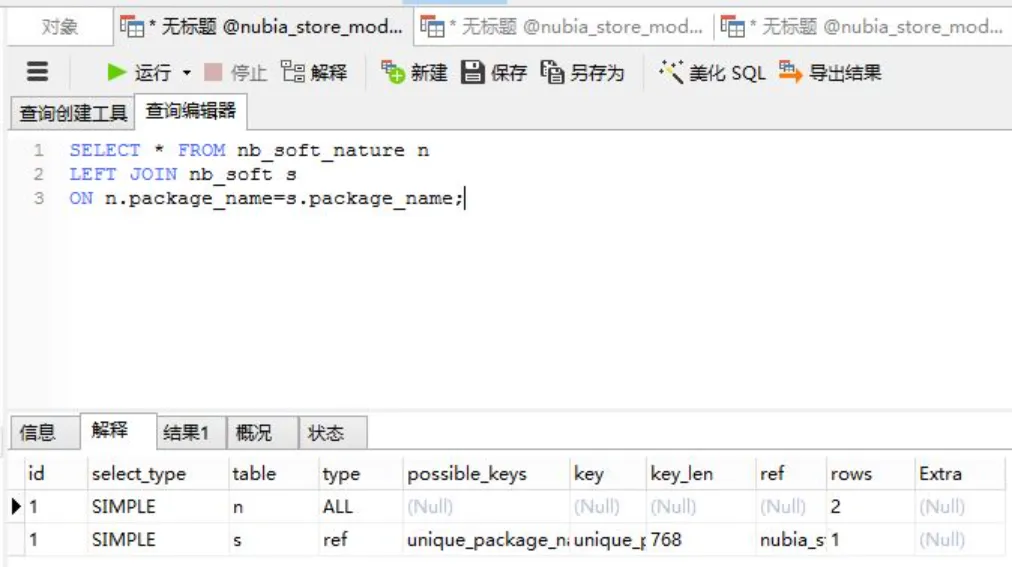 对象 * 无标题 @nubia_store_mod... * 无标题 @nubia_store_mod... * 无标题 @nubia_store_mod...
运行 停止 解释 新建 保存 另存为 美化 SQL 导出结果
查询创建工具 查询编辑器
1 SELECT * FROM nb_soft_nature n
2 LEFT JOIN nb_soft s
3 ON n.package_name=s.package_name;
信息 解释 结果1 概况 状态
id select_type table type possible_keys key key_len ref rows Extra
1 SIMPLE n ALL (Null) (Null) (Null) (Null) 2 (Null)
1 SIMPLE s ref unique_package_na unique_p 768 nubia_s 1 (Null)